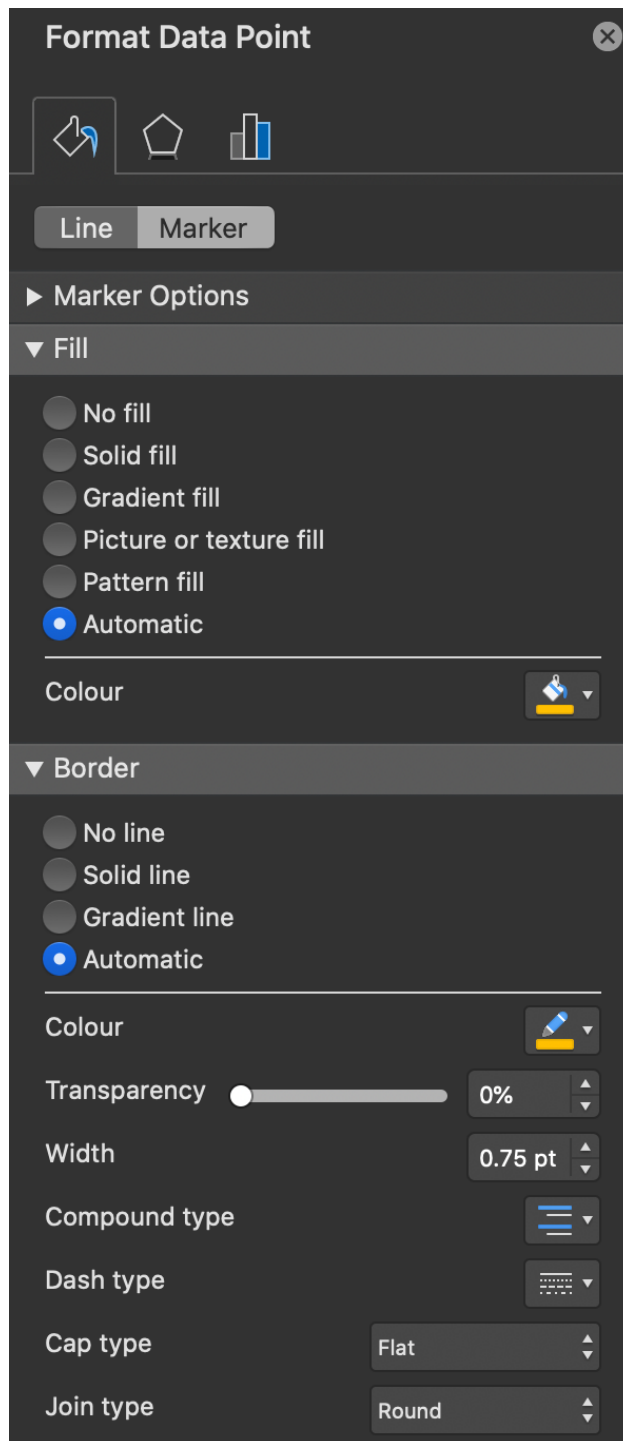 Format Data Point
Line Marker
Marker Options
Fill
No fill
Solid fill
Gradient fill
Picture or texture fill
Pattern fill
Automatic
Colour
Border
No line
Solid line
Gradient line
Automatic
Colour
Transparency 0%
Width 0.75 pt
Compound type
Dash type
Cap type Flat
Join type Round